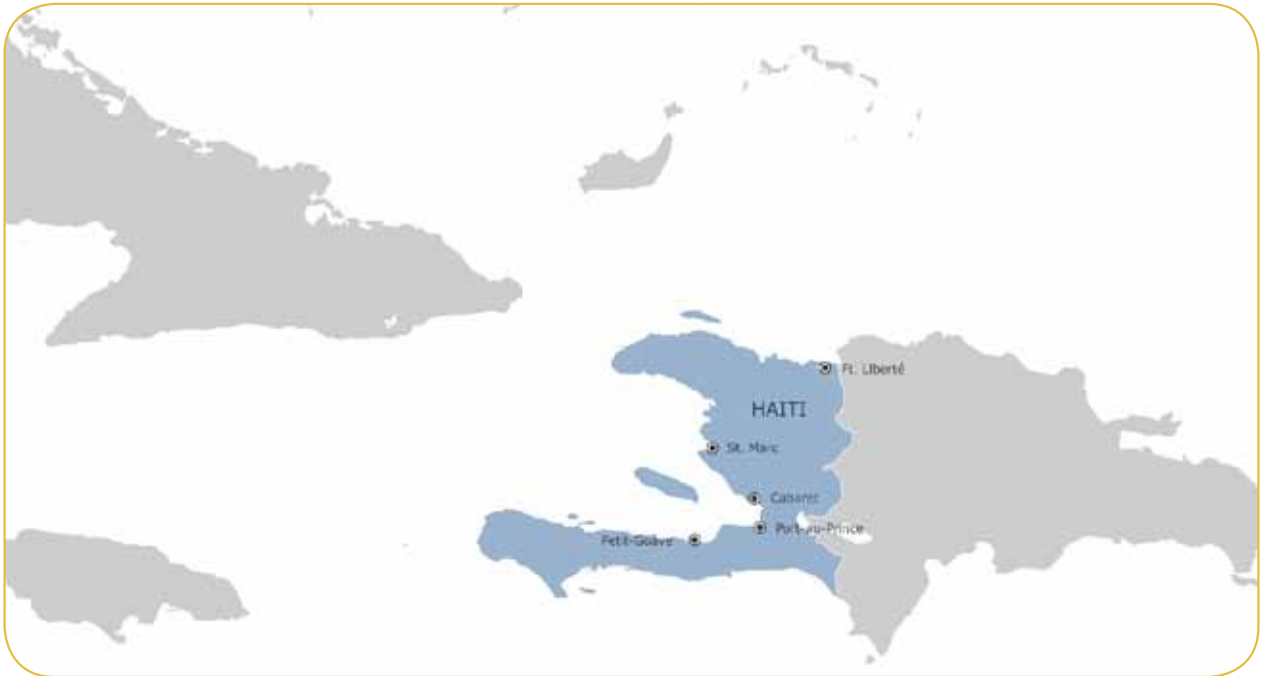 Ft. Liberté
HAITI
St. Marc
Cabaret
Port-au-Prince
Petit-Goâve